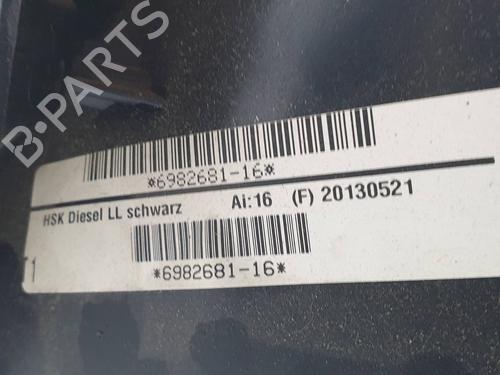 B-PARTS
*6982681-16*
HSK Diesel LL schwarz Ai:16 (F) 20130521
*6982681-16*